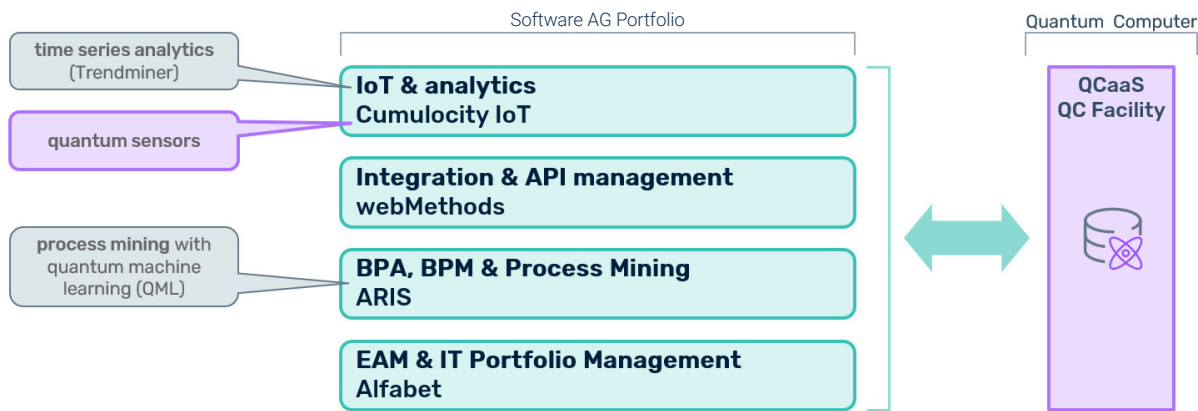 Software AG Portfolio
Quantum Computer
time series analytics
(Trendminer)
quantum sensors
process mining with
quantum machine
learning (QML)
IoT & analytics
Cumulocity IoT
Integration & API management
webMethods
BPA, BPM & Process Mining
ARIS
EAM & IT Portfolio Management
Alfabet
QCaaS
QC Facility